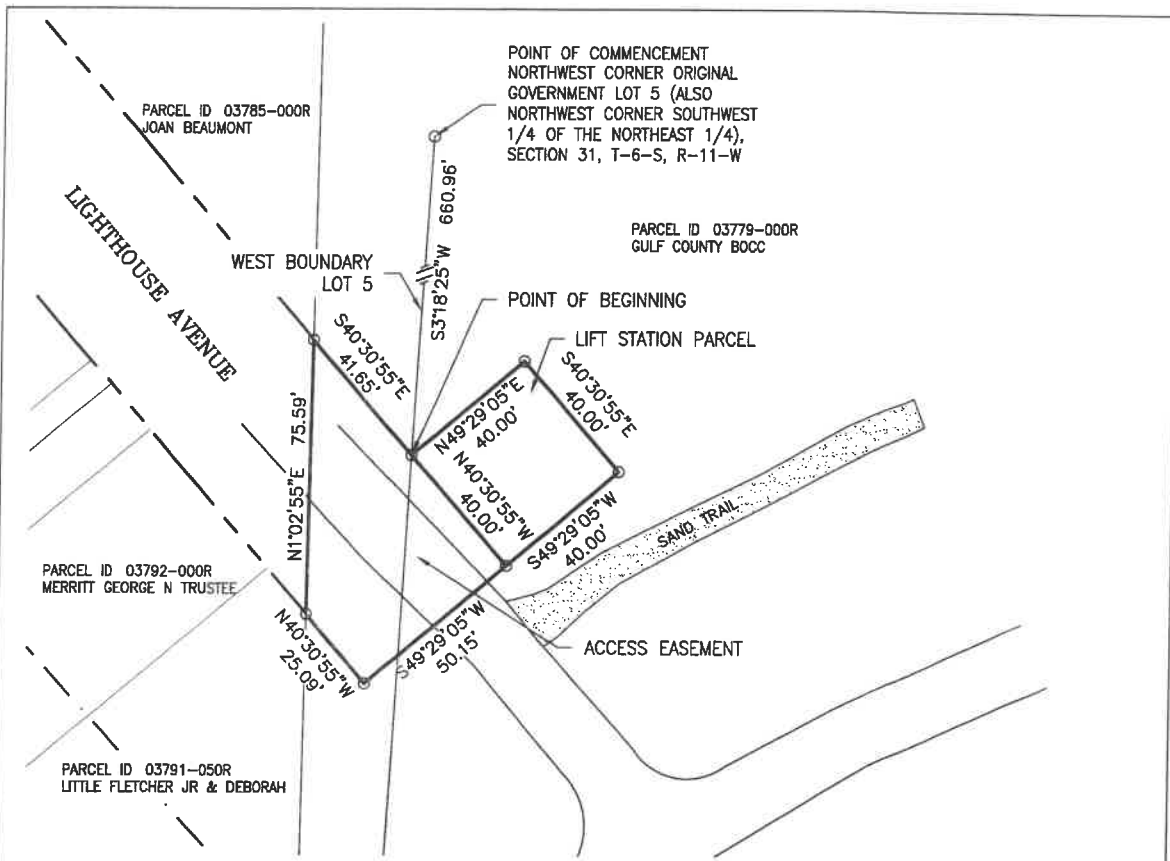 POINT OF COMMENCEMENT
NORTHWEST CORNER ORIGINAL
GOVERNMENT LOT 5 (ALSO
NORTHWEST CORNER SOUTHWEST
1/4 OF THE NORTHEAST 1/4),
SECTION 31, T-6-S, R-11-W
PARCEL ID 03785-000R
JOAN BEAUMONT
LIGHTHOUSE AVENUE
S3°18'25"W 660.96'
PARCEL ID 03779-000R
GULF COUNTY BOCC
WEST BOUNDARY
LOT 5
POINT OF BEGINNING
LIFT STATION PARCEL
S40°30'55"E
41.65'
N49°29'05"E
40.00'
S40°30'55"E
40.00'
N1°02'55"E 75.59'
N40°30'55"W
40.00'
S49°29'05"W
40.00'
SAND TRAIL
PARCEL ID 03792-000R
MERRITT GEORGE N TRUSTEE
N40°30'55"W
25.09'
S49°29'05"W
50.15'
ACCESS EASEMENT
PARCEL ID 03791-050R
LITTLE FLETCHER JR & DEBORAH